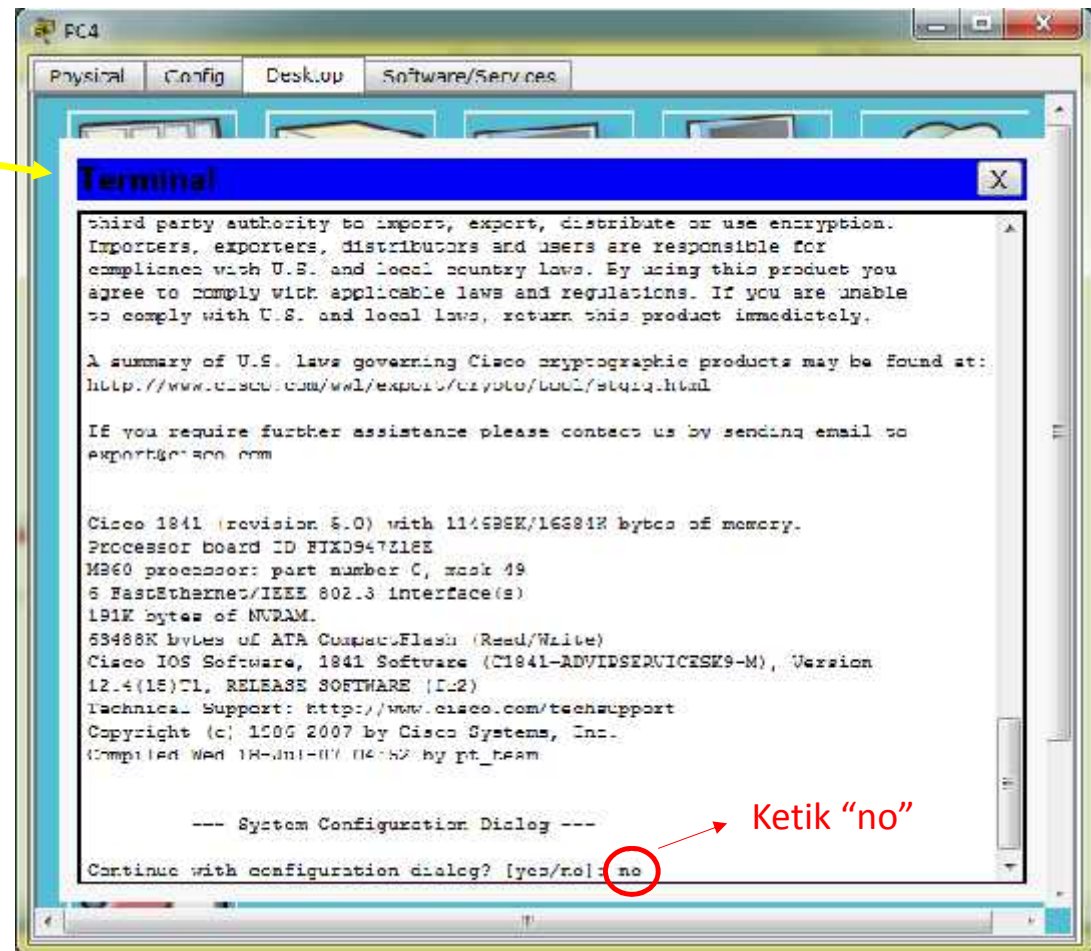 PC4
Physical Config Desktop Software/Services
Terminal
X
third party authority to import, export, distribute or use encryption.
Importers, exporters, distributors and users are responsible for
compliance with U.S. and local country laws. By using this product you
agree to comply with applicable laws and regulations. If you are unable
to comply with U.S. and local laws, return this product immediately.
A summary of U.S. laws governing Cisco cryptographic products may be found at:
http://www.cisco.com/wwl/export/crypto/tool/stqrg.html
If you require further assistance please contact us by sending email to
export@cisco.com
Cisco 1841 (revision 5.0) with 114688K/16384K bytes of memory.
Processor board ID
M860 processor: part number 0, mask 49
6 FastEthernet/IEEE 802.3 interface(s)
191K bytes of NVRAM.
63488K bytes of ATA CompactFlash (Read/Write)
Cisco IOS Software, 1841 Software (C1841-ADVIPSERVICESK9-M), Version
12.4(15)T1, RELEASE SOFTWARE (fc2)
Technical Support: http://www.cisco.com/techsupport
Copyright (c) 1986-2007 by Cisco Systems, Inc.
Compiled Wed 18-Jul-07 04:52 by pt_team
--- System Configuration Dialog ---
Continue with configuration dialog? [yes/no]: no
Ketik “no”